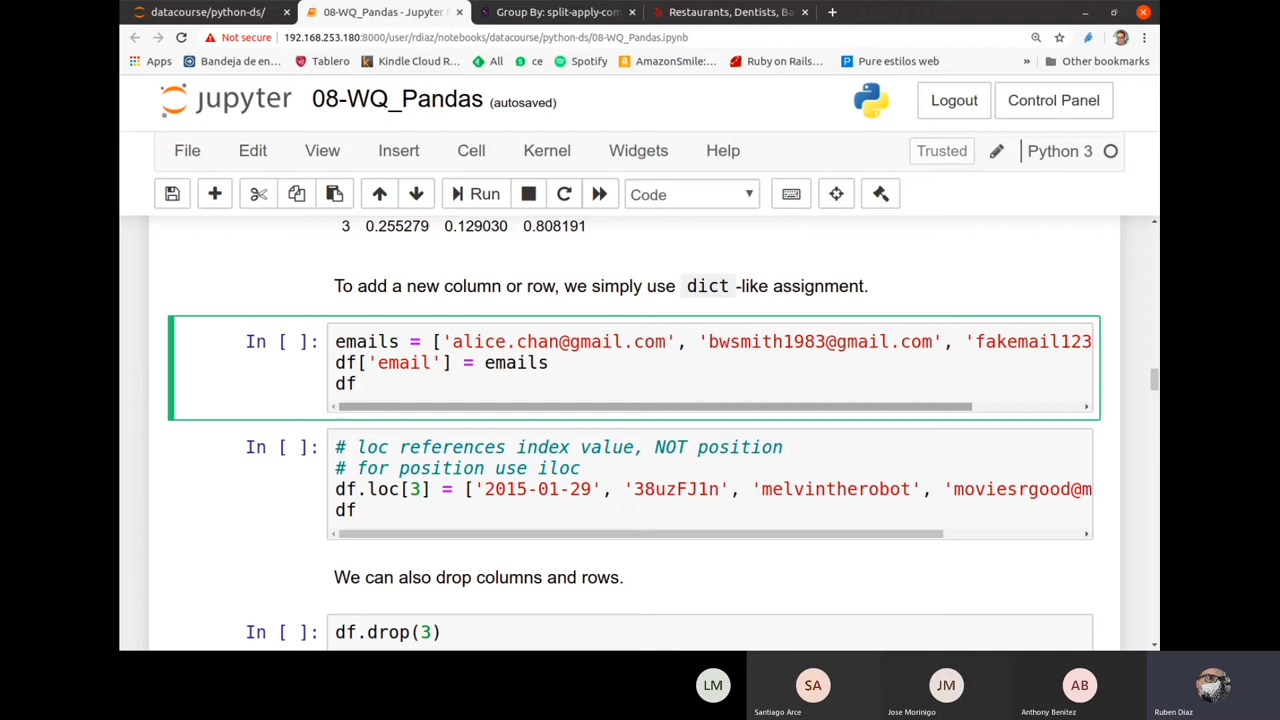 datacourse/python-ds/
08-WQ_Pandas - Jupyter
Group By: split-apply-com
Restaurants, Dentists, Ba
Not secure 192.168.253.180:8000/user/rdiaz/notebooks/datacourse/python-ds/08-WQ_Pandas.ipynb
Apps Bandeja de en... Tablero Kindle Cloud R... All ce Spotify AmazonSmile:... Ruby on Rails... Pure estilos web » Other bookmarks
jupyter 08-WQ_Pandas (autosaved) Logout Control Panel
File Edit View Insert Cell Kernel Widgets Help Trusted Python 3
Run Code
3 0.255279 0.129030 0.808191
To add a new column or row, we simply use dict -like assignment.
In [ ]: emails = ['alice.chan@gmail.com', 'bwsmith1983@gmail.com', 'fakemail123
df['email'] = emails
df
In [ ]: # loc references index value, NOT position
# for position use iloc
df.loc[3] = ['2015-01-29', '38uzFJ1n', 'melvintherobot', 'moviesrgood@m
df
We can also drop columns and rows.
In [ ]: df.drop(3)
LM SA JM AB
Santiago Arce Jose Morinigo Anthony Benitez Ruben Diaz